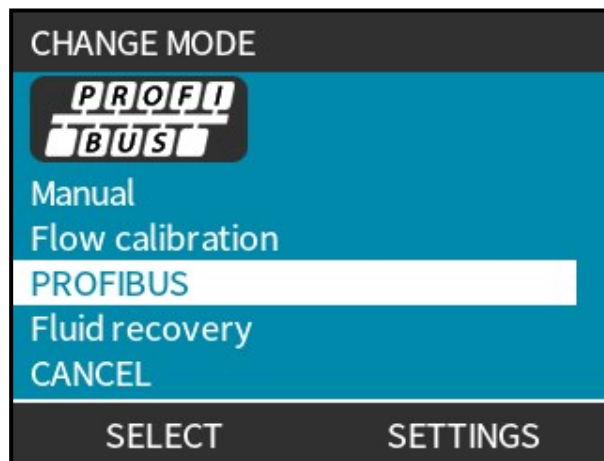 CHANGE MODE
PROFI
BUS
Manual
Flow calibration
PROFIBUS
Fluid recovery
CANCEL
SELECT SETTINGS